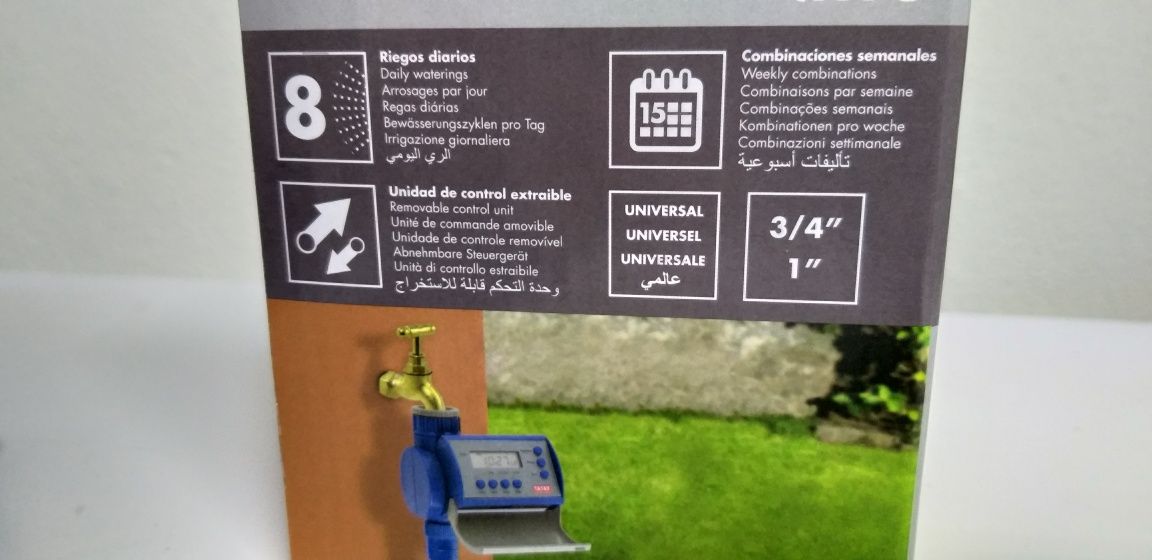 8
Riegos diarios
Daily waterings
Arrosages par jour
Regas diárias
Bewässerungszyklen pro Tag
Irrigazione giornaliera
الري اليومي
15
Combinaciones semanales
Weekly combinations
Combinaisons par semaine
Combinações semanais
Kombinationen pro woche
Combinazioni settimanale
تأليفات أسبوعية
Unidad de control extraible
Removable control unit
Unité de commande amovible
Unidade de controle removível
Abnehmbare Steuergerät
Unità di controllo estraibile
وحدة التحكم قابلة للاستخراج
UNIVERSAL
UNIVERSEL
UNIVERSALE
عالمي
3/4”
1”
10:27